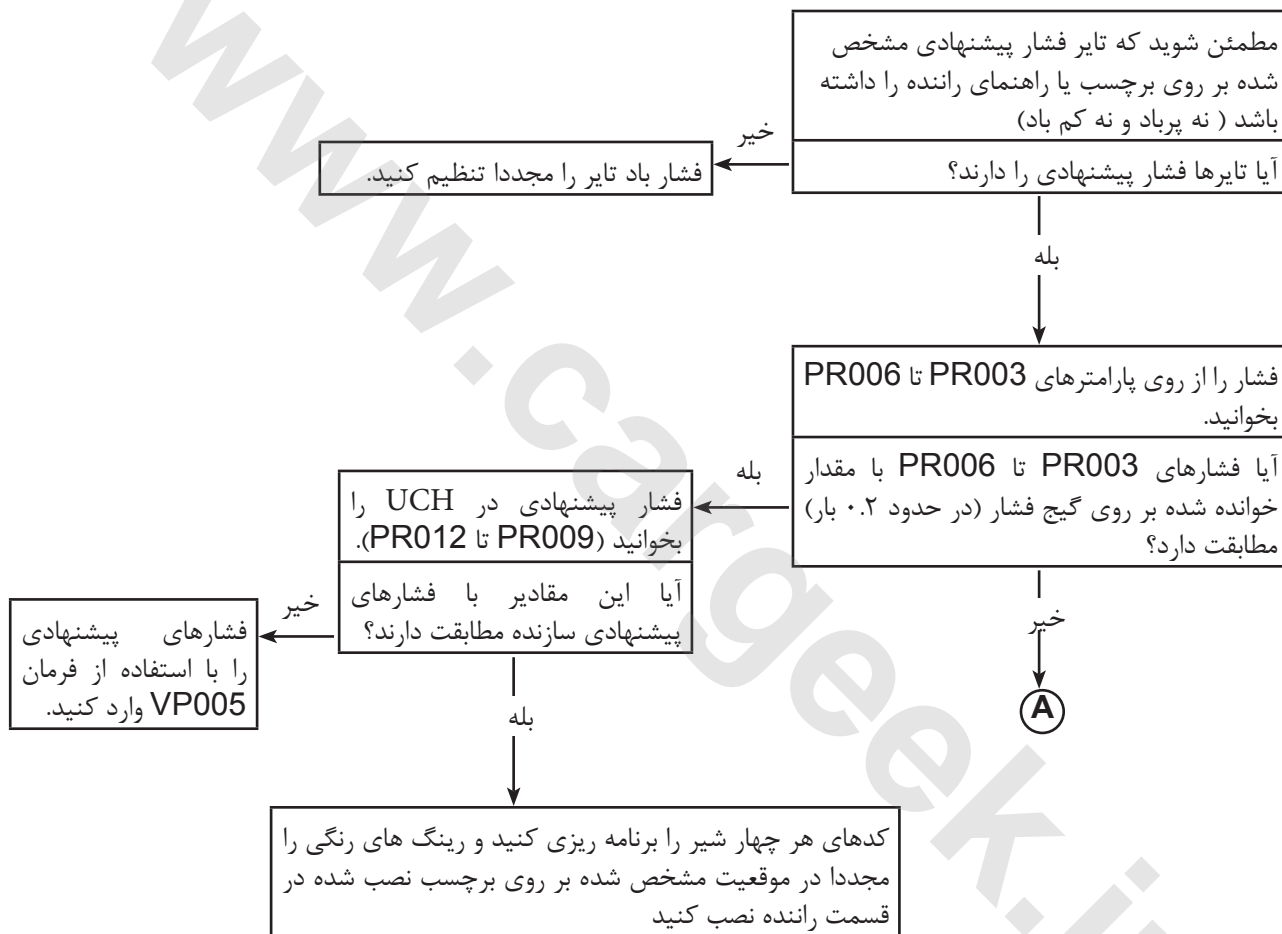 مطمئن شوید که تایر فشار پیشنهادی مشخص
شده بر روی برچسب یا راهنمای راننده را داشته
باشد ( نه پرباد و نه کم باد)
آیا تایرها فشار پیشنهادی را دارند؟
خیر
فشار باد تایر را مجددا تنظیم کنید.
بله
فشار را از روی پارامترهای PR003 تا PR006
بخوانید.
آیا فشارهای PR003 تا PR006 با مقدار
خوانده شده بر روی گیج فشار (در حدود ۰.۲ بار)
مطابقت دارد؟
بله
خیر
A
فشار پیشنهادی در UCH را
بخوانید (PR009 تا PR012).
آیا این مقادیر با فشارهای
پیشنهادی سازنده مطابقت دارند؟
خیر
فشارهای پیشنهادی
را با استفاده از فرمان
VP005 وارد کنید.
بله
کدهای هر چهار شیر را برنامه ریزی کنید و رینگ های رنگی را
مجددا در موقعیت مشخص شده بر روی برچسب نصب شده در
قسمت راننده نصب کنید
www.cargeek.ir